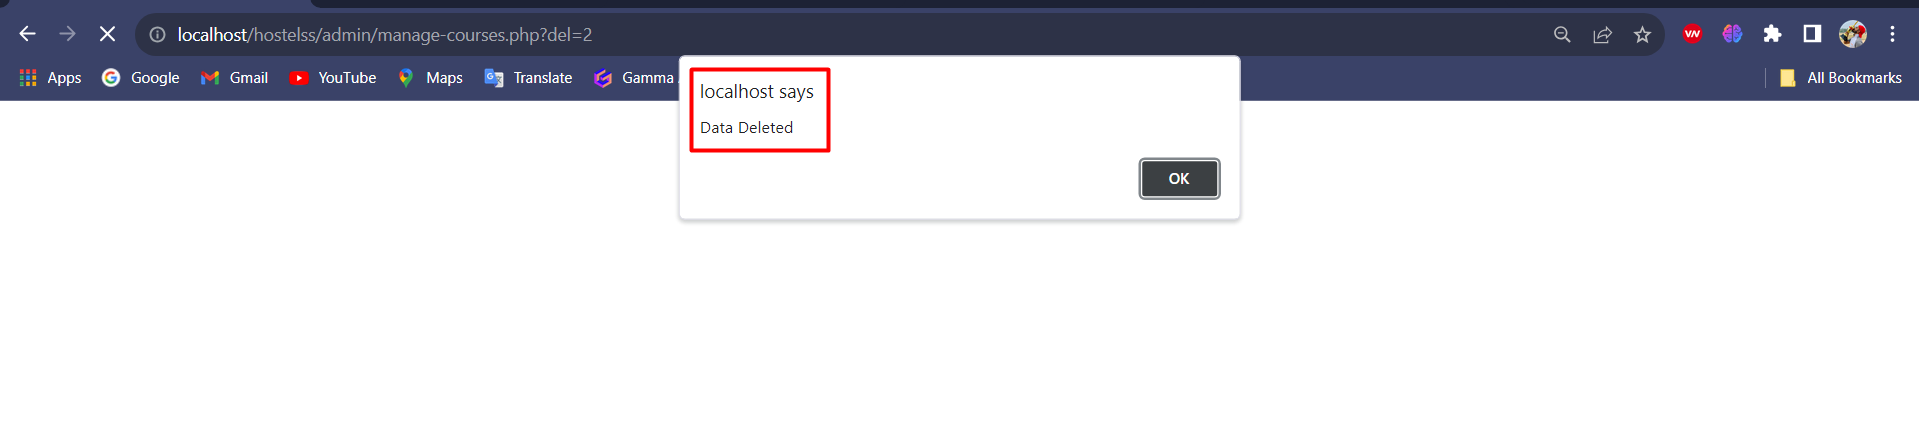 localhost/hostelss/admin/manage-courses.php?del=2
Apps Google Gmail YouTube Maps Translate Gamma All Bookmarks
localhost says
Data Deleted
OK